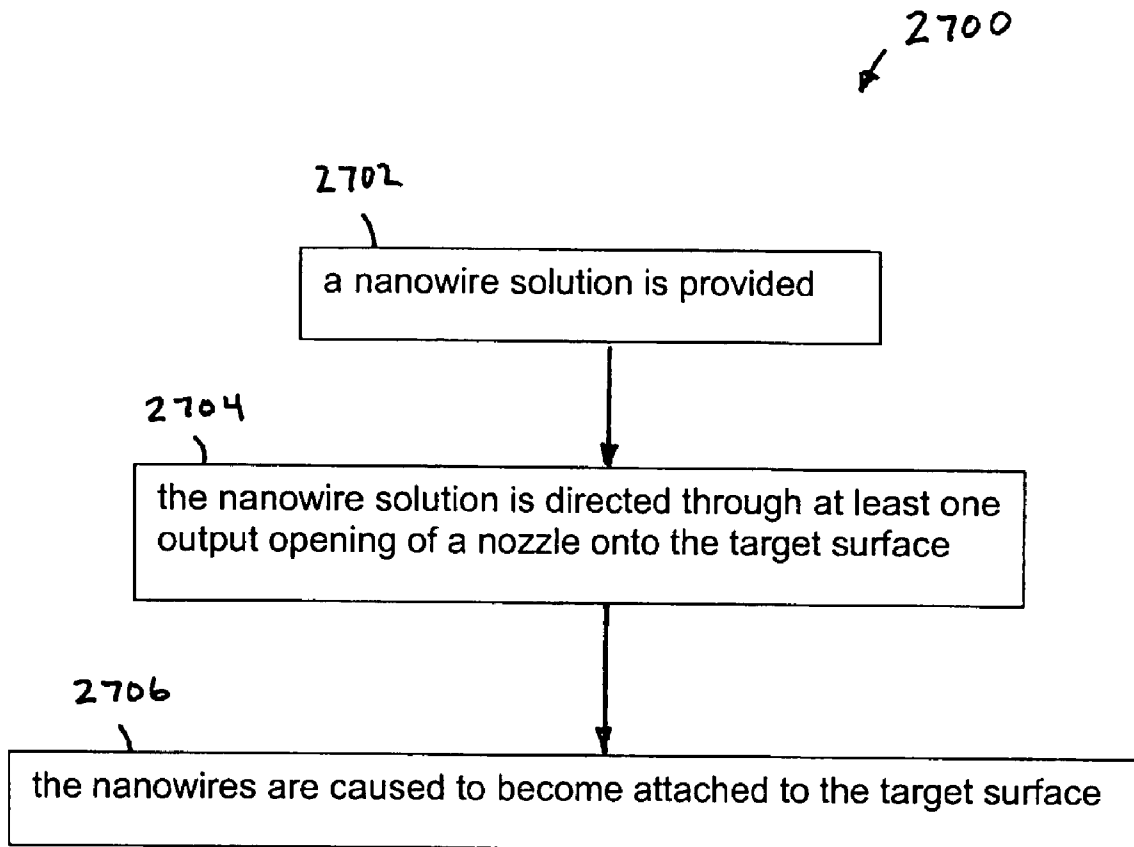 2700
2702
a nanowire solution is provided
2704
the nanowire solution is directed through at least one
output opening of a nozzle onto the target surface
2706
the nanowires are caused to become attached to the target surface